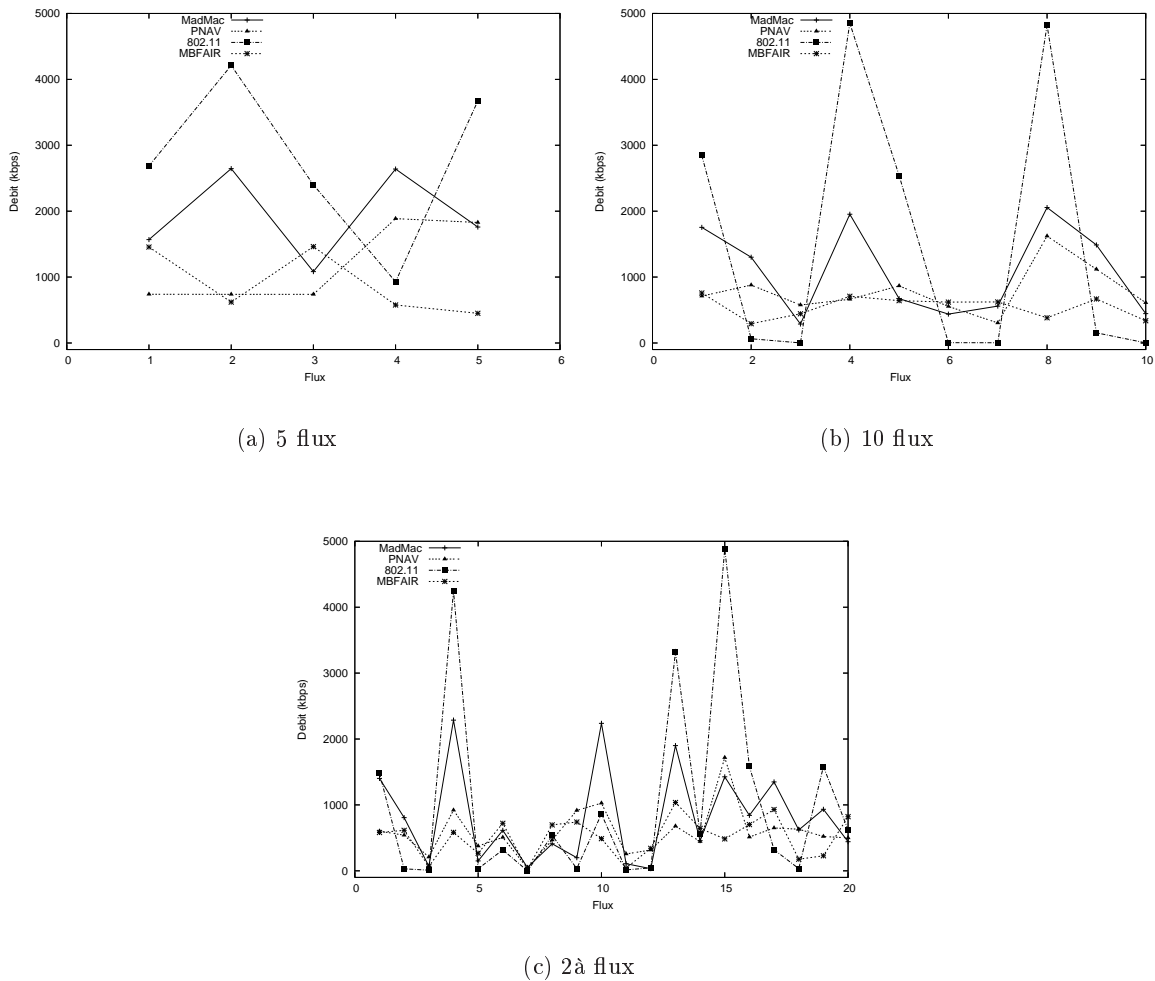 5000
4000
3000
2000
1000
0
Debit (kbps)
MadMac
PNAV
802.11
MBFAIR
0 1 2 3 4 5 6
Flux
(a) 5 flux
5000
4000
3000
2000
1000
0
Debit (kbps)
MadMac
PNAV
802.11
MBFAIR
0 2 4 6 8 10
Flux
(b) 10 flux
5000
4000
3000
2000
1000
0
Debit (kbps)
MadMac
PNAV
802.11
MBFAIR
0 5 10 15 20
Flux
(c) 2à flux